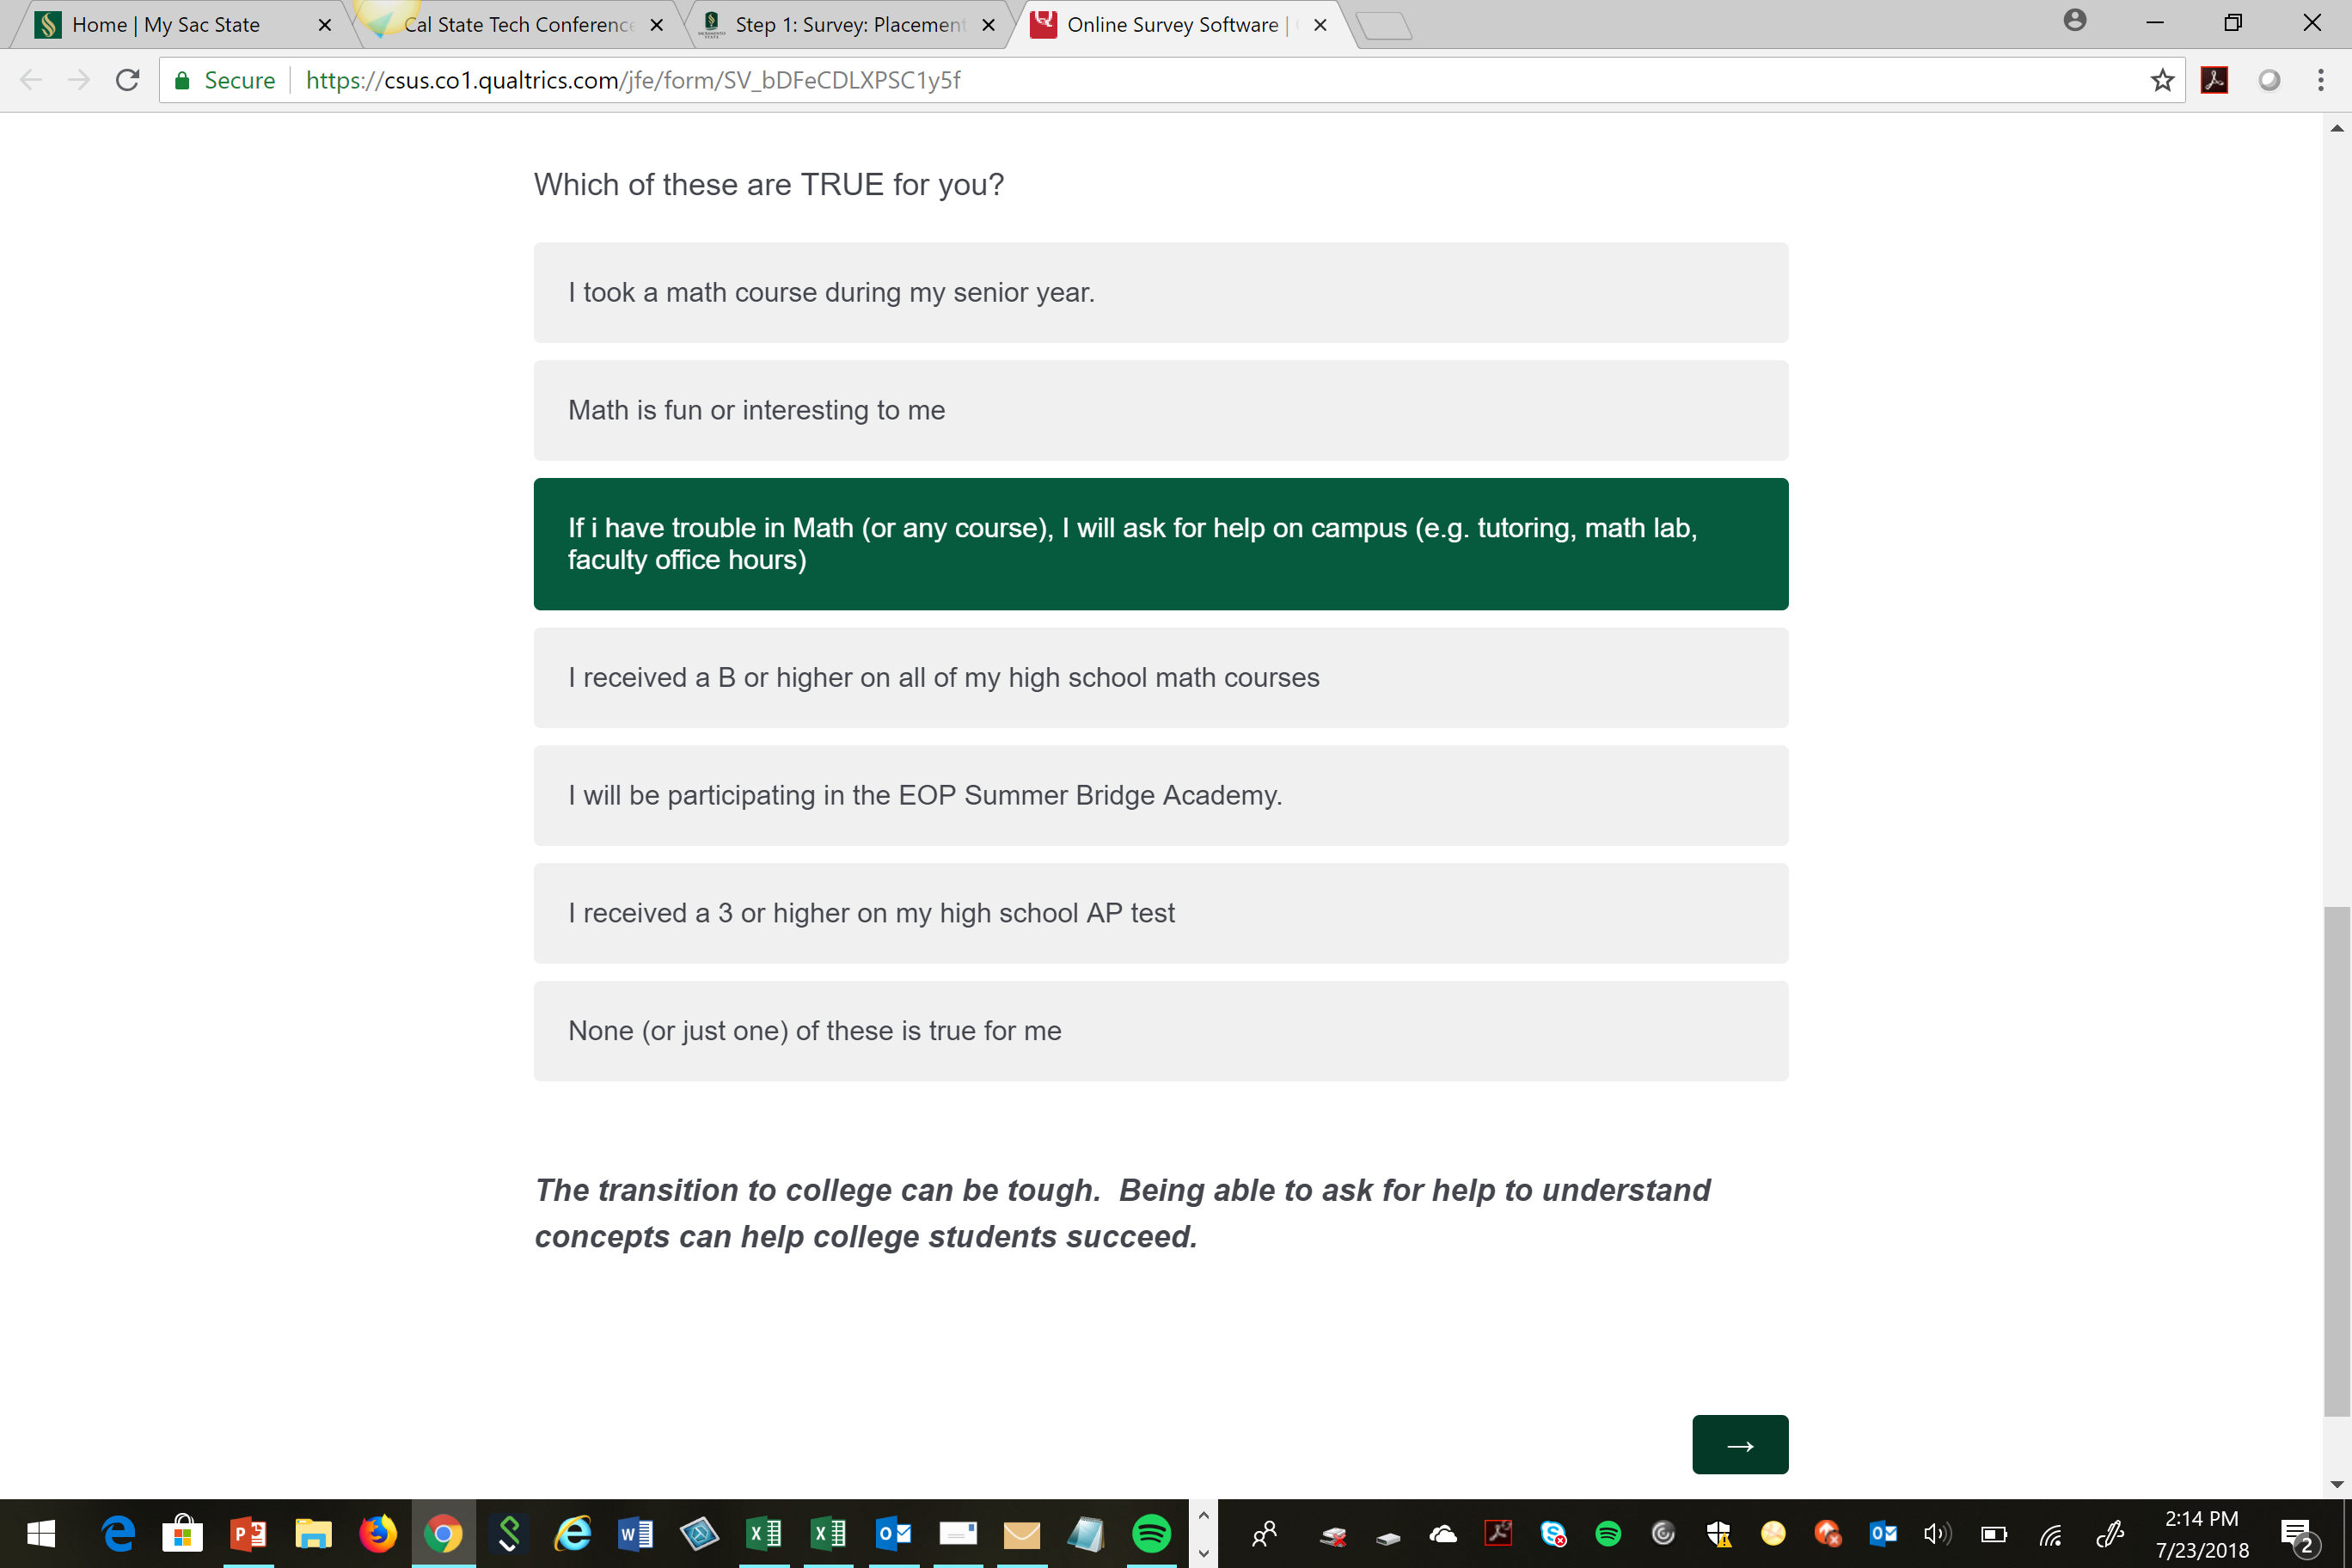 Home | My Sac State
Cal State Tech Conference
Step 1: Survey: Placement
Online Survey Software |
Secure
https://csus.co1.qualtrics.com/jfe/form/SV_bDFeCDLXPSC1y5f
Which of these are TRUE for you?
I took a math course during my senior year.
Math is fun or interesting to me
If i have trouble in Math (or any course), I will ask for help on campus (e.g. tutoring, math lab,
faculty office hours)
I received a B or higher on all of my high school math courses
I will be participating in the EOP Summer Bridge Academy.
I received a 3 or higher on my high school AP test
None (or just one) of these is true for me
The transition to college can be tough.  Being able to ask for help to understand
concepts can help college students succeed.
→
2:14 PM
7/23/2018
2